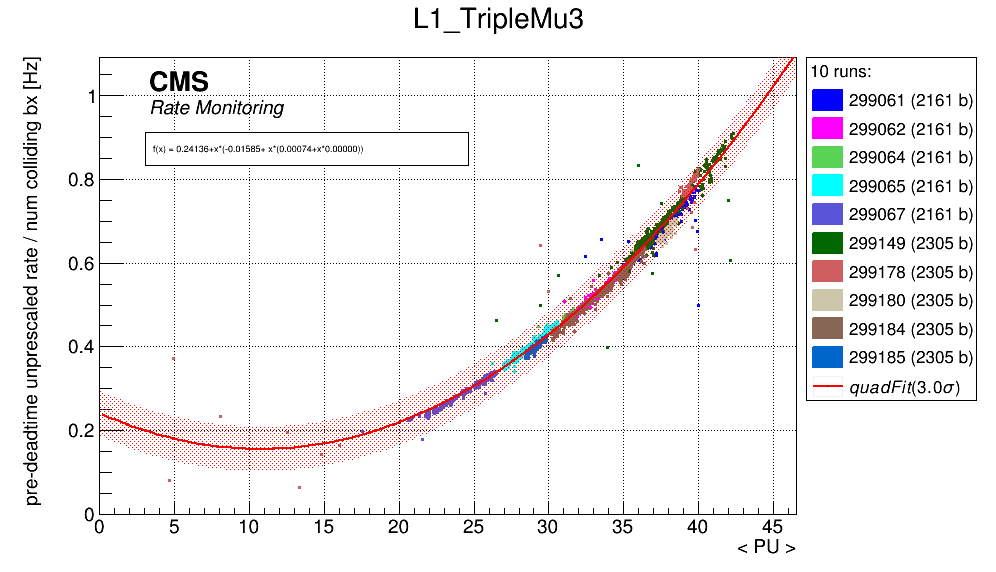 L1_TripleMu3
pre-deadtime unprescaled rate / num colliding bx [Hz]
CMS
Rate Monitoring
f(x) = 0.24136+x*(-0.01585+ x*(0.00074+x*0.00000))
1
0.8
0.6
0.4
0.2
0
0 5 10 15 20 25 30 35 40 45
< PU >
10 runs:
299061 (2161 b)
299062 (2161 b)
299064 (2161 b)
299065 (2161 b)
299067 (2161 b)
299149 (2305 b)
299178 (2305 b)
299180 (2305 b)
299184 (2305 b)
299185 (2305 b)
quadFit(3.0σ)